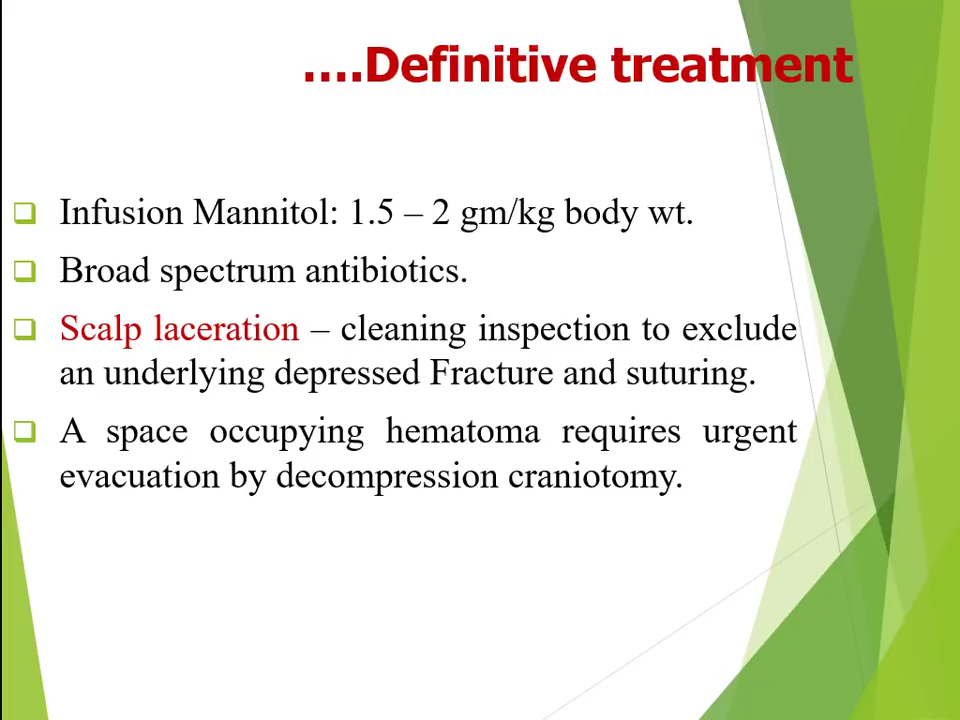 ....Definitive treatment
Infusion Mannitol: 1.5 – 2 gm/kg body wt.
Broad spectrum antibiotics.
Scalp laceration – cleaning inspection to exclude
an underlying depressed Fracture and suturing.
A space occupying hematoma requires urgent
evacuation by decompression craniotomy.